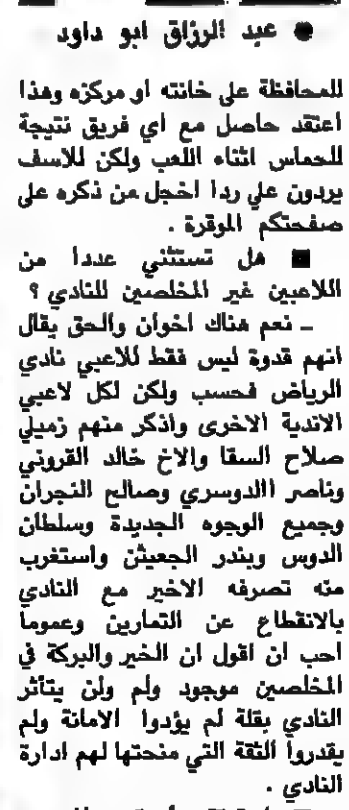 ● عبد الرزاق ابو داود
للمحافظة على خانته او مركزه وهذا
اعتقد حاصل مع اي فريق نتيجة
للحماس اثناء اللعب ولكن للاسف
يردون علي ردا اخجل من ذكره على
صفحتكم الموقرة .
■ هل تستثني عددا من
اللاعبين غير المخلصين للنادي ؟
ـ نعم هناك اخوان والحق يقال
انهم قدوة ليس فقط للاعبي نادي
الرياض فحسب ولكن لكل لاعبي
الاندية الاخرى واذكر منهم زميلي
صلاح السقا والاخ خالد القروني
وناصر االدوسري وصالح النجران
وجميع الوجوه الجديدة وسلطان
الدوس وبندر الجعيثن واستغرب
منه تصرفه الاخير مع النادي
بالانقطاع عن التمارين وعموما
احب ان اقول ان الخير والبركة في
المخلصين موجود ولم ولن يتأثر
النادي بقلة لم يؤدوا الامانة ولم
يقدروا الثقة التي منحتها لهم ادارة
النادي .